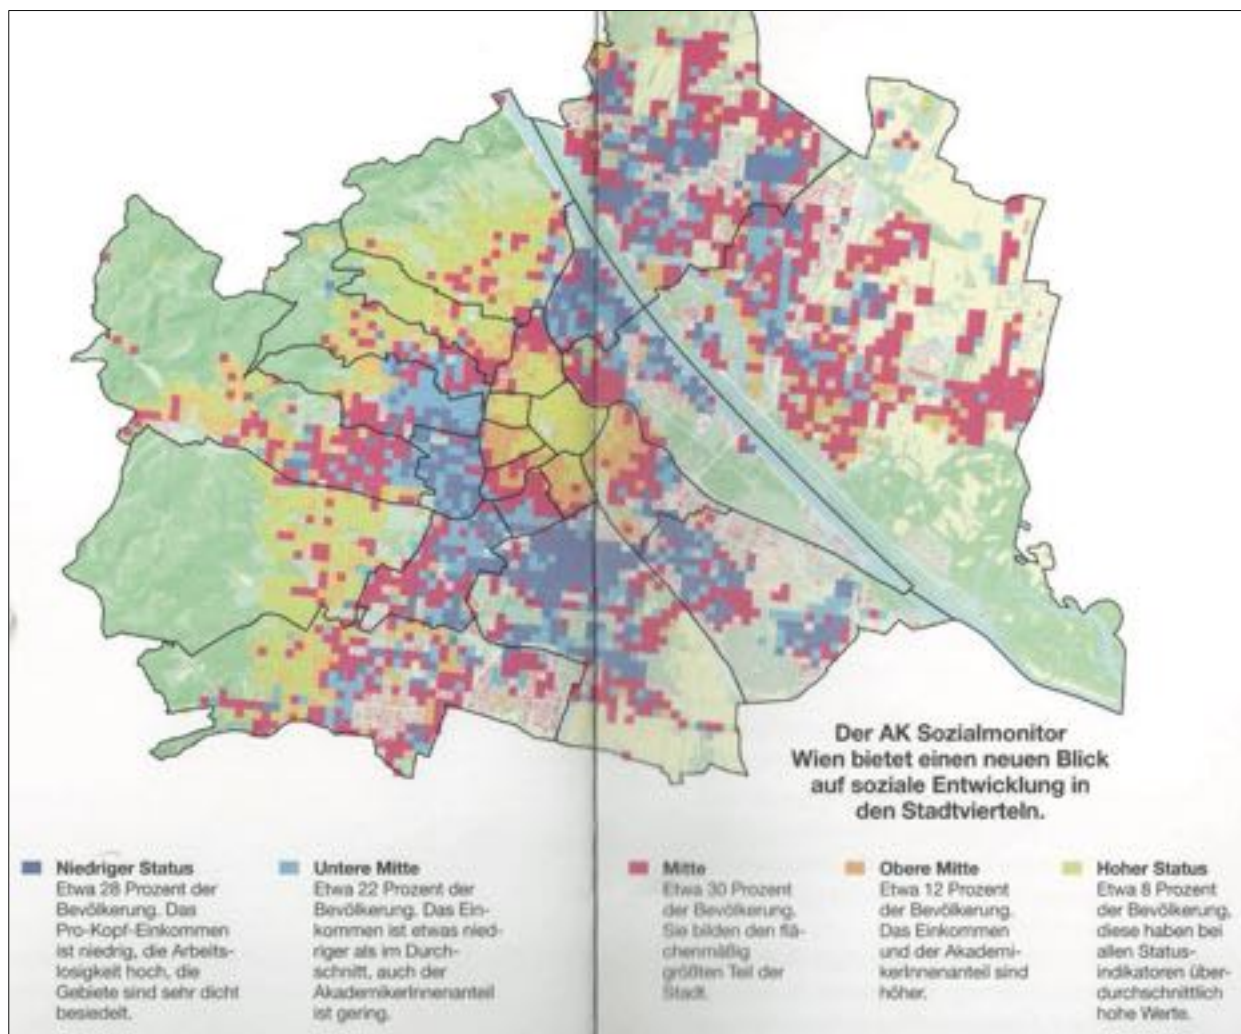 Der AK Sozialmonitor
Wien bietet einen neuen Blick
auf soziale Entwicklung in
den Stadtvierteln.
Niedriger Status
Etwa 28 Prozent der
Bevölkerung. Das
Pro-Kopf-Einkommen
ist niedrig, die Arbeits-
losigkeit hoch, die
Gebiete sind sehr dicht
besiedelt.
Untere Mitte
Etwa 22 Prozent der
Bevölkerung. Das Ein-
kommen ist etwas nied-
riger als im Durch-
schnitt, auch der
AkademikerInnenanteil
ist gering.
Mitte
Etwa 30 Prozent
der Bevölkerung.
Sie bilden den flä-
chenmäßig
größten Teil der
Stadt.
Obere Mitte
Etwa 12 Prozent
der Bevölkerung.
Das Einkommen
und der Akademi-
kerInnenanteil sind
höher.
Hoher Status
Etwa 8 Prozent
der Bevölkerung,
diese haben bei
allen Status-
indikatoren über-
durchschnittlich
hohe Werte.